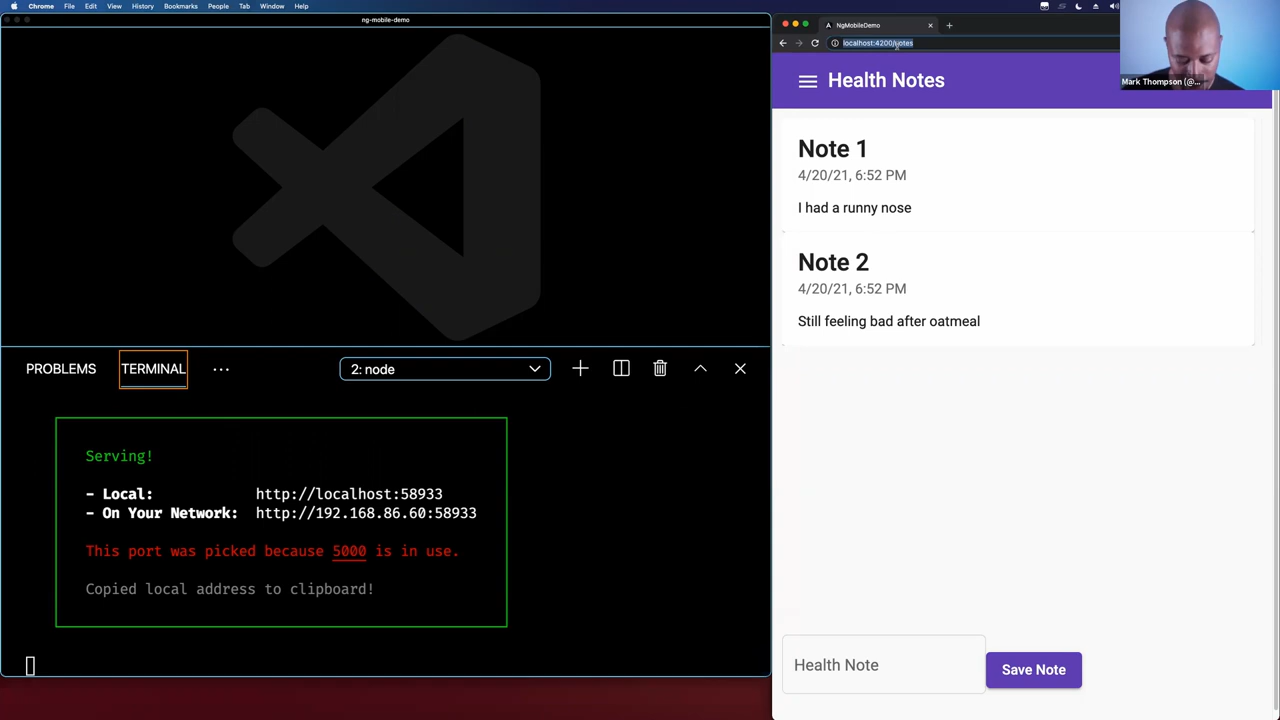 Chrome File Edit View History Bookmarks People Tab Window Help
ng-mobile-demo
NgMobileDemo
localhost:4200/notes
Mark Thompson (@...
Health Notes
Note 1
4/20/21, 6:52 PM
I had a runny nose
Note 2
4/20/21, 6:52 PM
Still feeling bad after oatmeal
Health Note
Save Note
PROBLEMS TERMINAL ... 2: node
Serving!
- Local: http://localhost:58933
- On Your Network: http://192.168.86.60:58933
This port was picked because 5000 is in use.
Copied local address to clipboard!